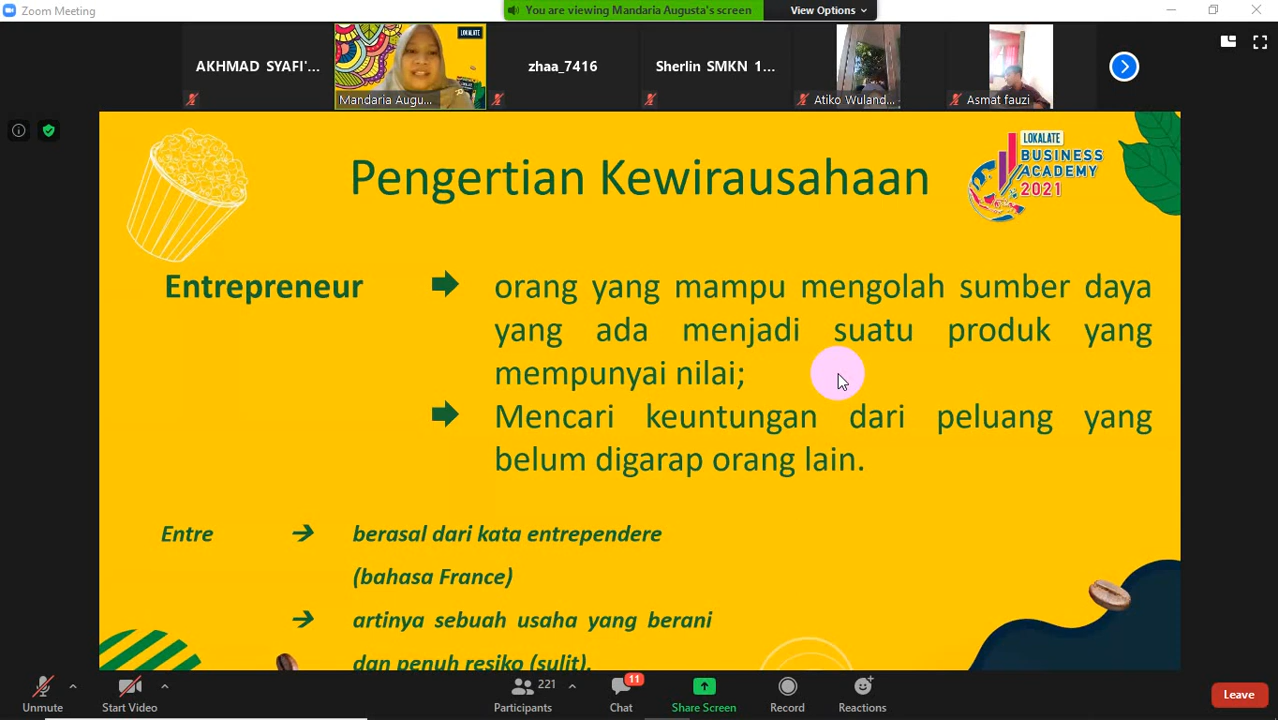 Zoom Meeting
You are viewing Mandaria Augusta's screen
View Options
AKHMAD SYAFI'...
LOKALATE
Mandaria Augu...
zhaa_7416
Sherlin SMKN 1...
Atiko Wuland...
Asmat fauzi
Pengertian Kewirausahaan
LOKALATE
BUSINESS
ACADEMY
2021
Entrepreneur
orang yang mampu mengolah sumber daya
yang ada menjadi suatu produk yang
mempunyai nilai;
Mencari keuntungan dari peluang yang
belum digarap orang lain.
Entre
berasal dari kata entrependere
(bahasa France)
artinya sebuah usaha yang berani
dan penuh resiko (sulit).
Unmute
Start Video
221
Participants
11
Chat
Share Screen
Record
Reactions
Leave